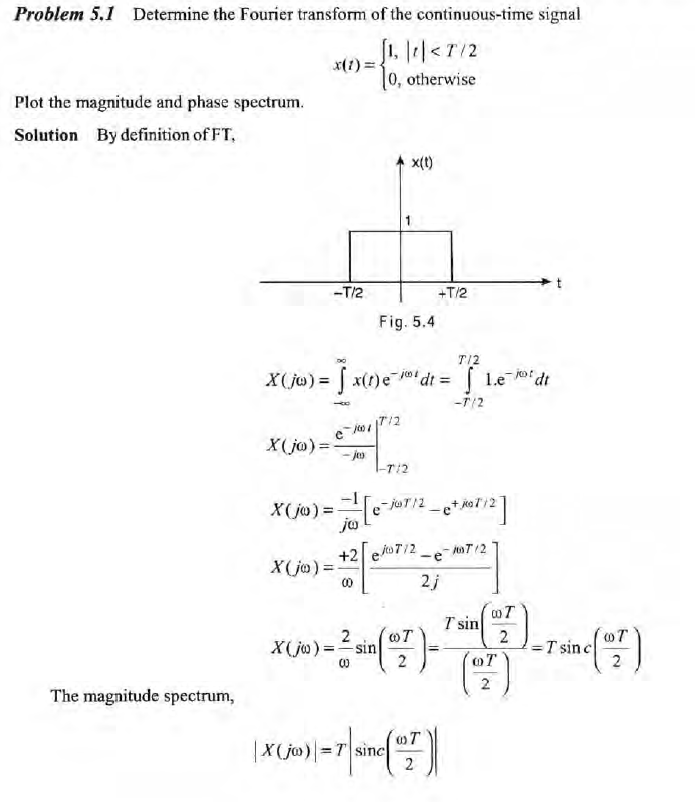 Problem 5.1 Determine the Fourier transform of the continuous-time signal
x(t) = {1, |t| < T / 2
0, otherwise
Plot the magnitude and phase spectrum.
Solution By definition of FT,
x(t)
1
t
–T/2 +T/2
Fig. 5.4
X(jω) = ∫_{-∞}^{∞} x(t) e^{-jωt} dt = ∫_{-T/2}^{T/2} 1.e^{-jωt} dt
X(jω) = e^{-jωt} / -jω |_{-T/2}^{T/2}
X(jω) = -1/jω [e^{-jωT/2} – e^{+jωT/2}]
X(jω) = +2/ω [(e^{jωT/2} – e^{-jωT/2}) / 2j]
X(jω) = 2/ω sin(ωT/2) = T sin(ωT/2) / (ωT/2) = T sin c(ωT/2)
The magnitude spectrum,
|X(jω)| = T |sinc(ωT/2)|